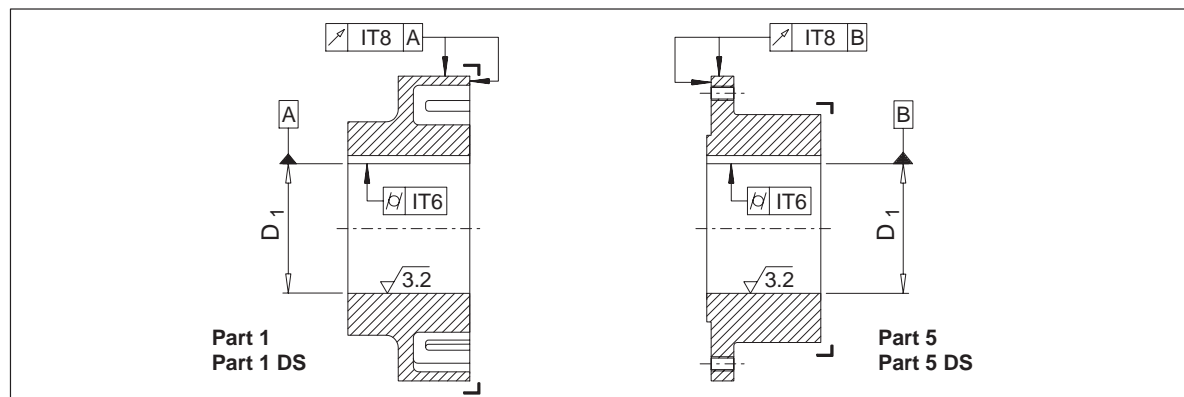 IT8 A
IT8 B
A
B
IT6
IT6
D1
D1
3.2
3.2
Part 1
Part 1 DS
Part 5
Part 5 DS